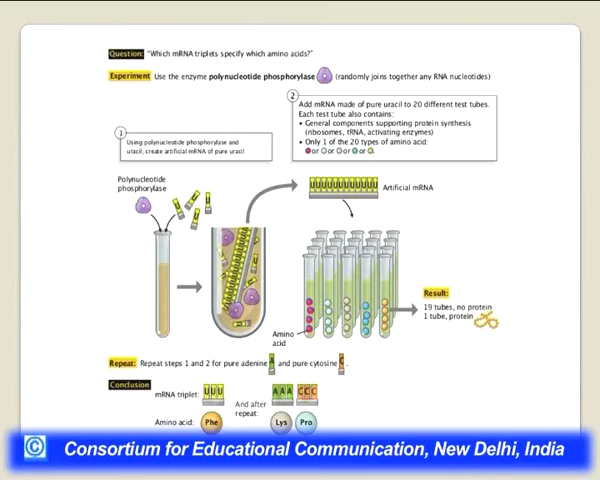 Question: "Which mRNA triplets specify which amino acids?"
Experiment Use the enzyme polynucleotide phosphorylase (randomly joins together any RNA nucleotides)
1
Using polynucleotide phosphorylase and
uracil, create artificial mRNA of pure uracil
2
Add mRNA made of pure uracil to 20 different test tubes.
Each test tube also contains:
• General components supporting protein synthesis
(ribosomes, tRNA, activating enzymes)
• Only 1 of the 20 types of amino acid:
or or or or .
Polynucleotide
phosphorylase
Artificial mRNA
Amino
acid
Result:
19 tubes, no protein
1 tube, protein
Repeat: Repeat steps 1 and 2 for pure adenine A and pure cytosine C .
Conclusion
mRNA triplet: U U U
And after
repeat:
A A A C C C
Amino acid: Phe Lys Pro
© Consortium for Educational Communication, New Delhi, India